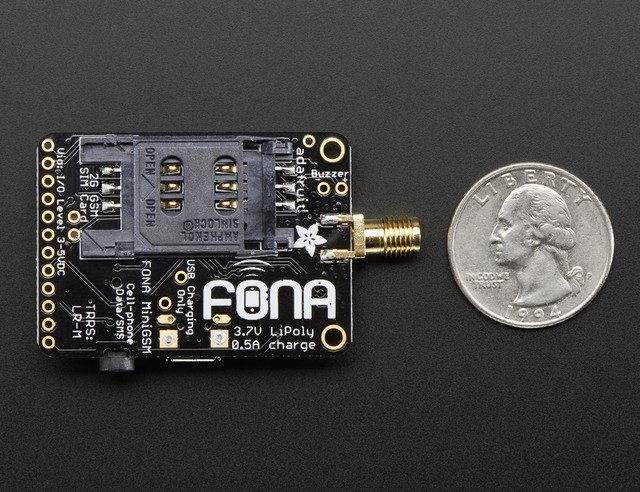 Vio: I/O Level 3-5VDC
2G GSM
SIM Card
OPEN / OPEN
AMPHENOL
SIMLOCK®
adafruit!
Buzzer
- +
FONA MiniGSM
Cell-phone
Data/SMS
TRRS:
LR-M
USB Charging
Only
FONA
3.7V LiPoly
0.5A charge
LIBERTY
IN GOD WE
TRUST
P
1994